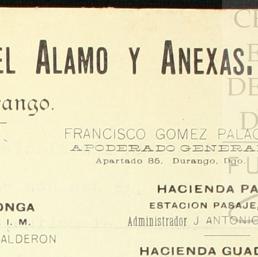 EL ALAMO Y ANEXAS.
FRANCISCO GOMEZ PALAC
APODERADO GENERA
Apartado 85, Durango, Dgo.
HACIENDA PA
ONGA
ESTACION PASAJE,
I. M.
Administrador J ANTONIO
ALDERON
HACIENDA GUAD